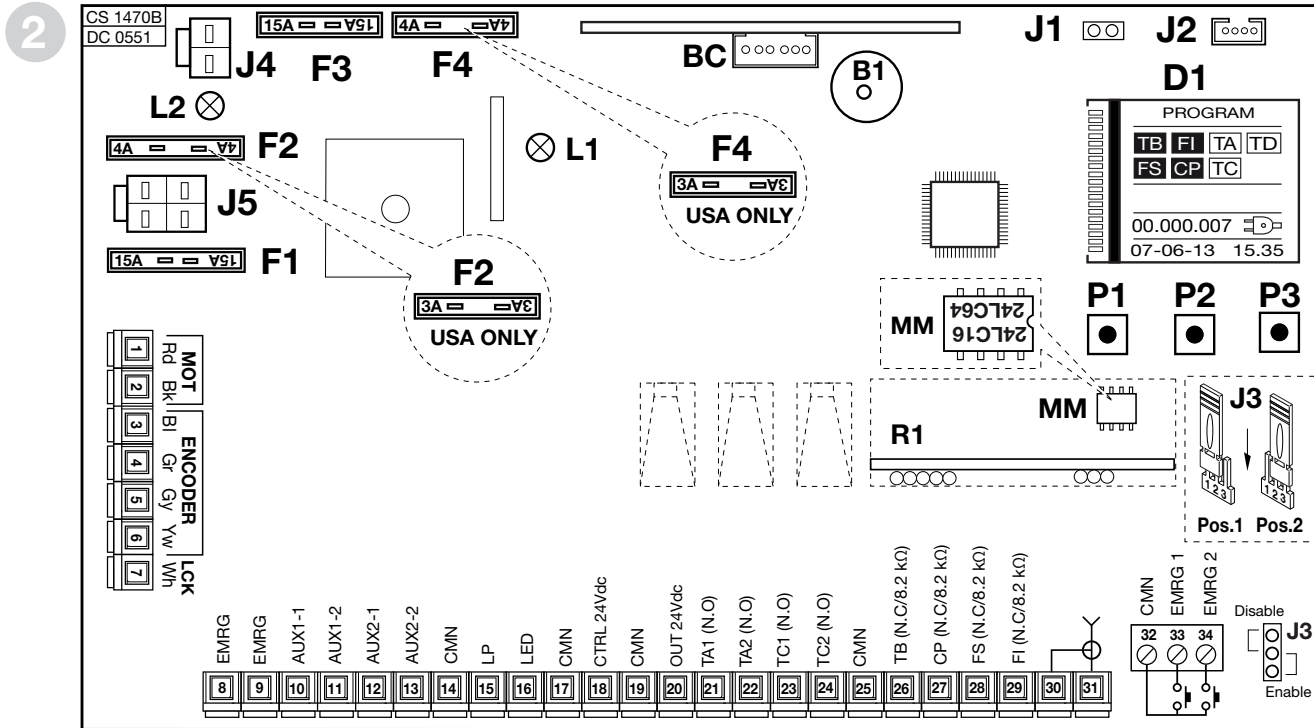 2
CS 1470B
DC 0551
J4
15A 15A
F3
4A 4A
F4
BC
B1
J1
J2
D1
PROGRAM
TB FI TA TD
FS CP TC
00.000.007
07-06-13 15.35
L2
4A 4A
F2
L1
F4
3A 3A
USA ONLY
J5
15A 15A
F1
F2
3A 3A
USA ONLY
P1
P2
P3
MM
24LC64
24LC16
MM
R1
J3
1 2 3
1 2 3
Pos.1 Pos.2
1 Rd
2 Bk
MOT
3 Bl
4 Gr
5 Gy
6 Yw
ENCODER
7 Wh
LCK
EMRG
EMRG
AUX1-1
AUX1-2
AUX2-1
AUX2-2
CMN
LP
LED
CMN
CTRL 24Vdc
CMN
OUT 24Vdc
TA1 (N.O)
TA2 (N.O)
TC1 (N.O)
TC2 (N.O)
CMN
TB (N.C/8.2 kΩ)
CP (N.C/8.2 kΩ)
FS (N.C/8.2 kΩ)
FI (N.C/8.2 kΩ)
8 9 10 11 12 13 14 15 16 17 18 19 20 21 22 23 24 25 26 27 28 29 30 31
CMN
EMRG 1
EMRG 2
32 33 34
Disable
J3
Enable